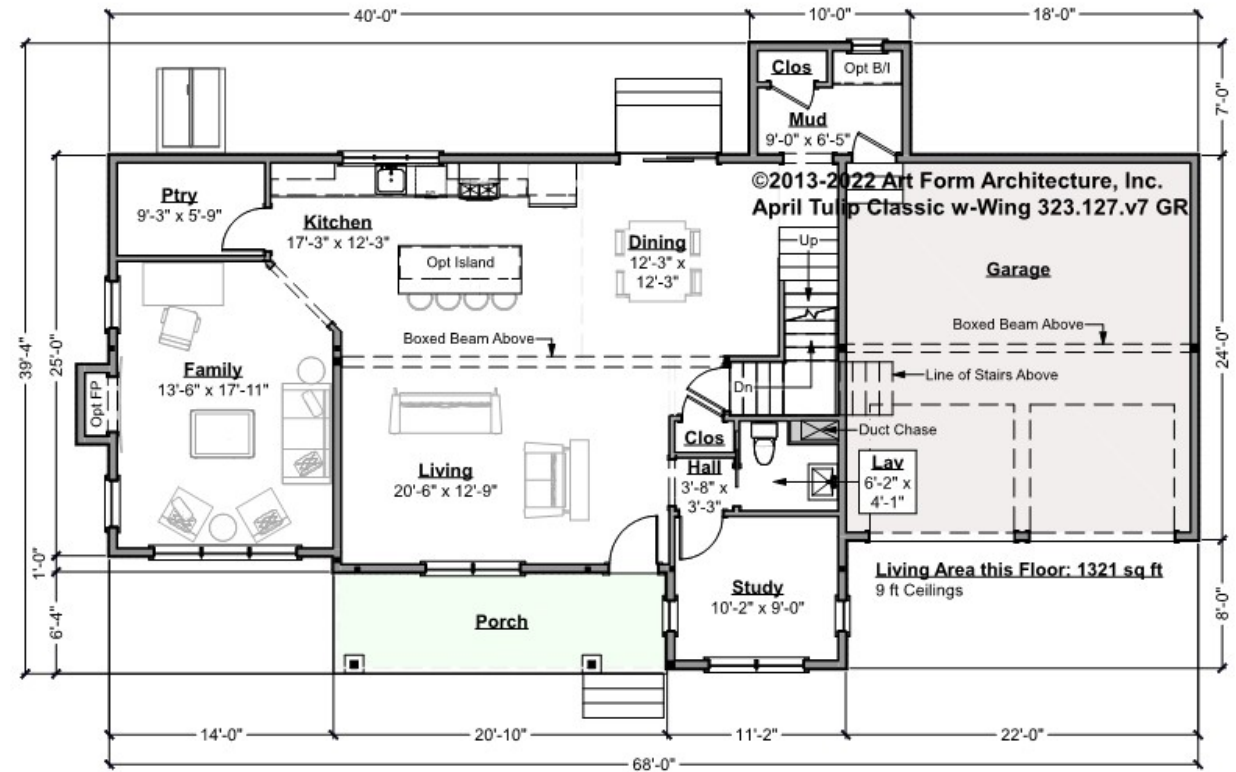 40'-0"
10'-0"
18'-0"
Clos
Opt B/I
Mud
9'-0" x 6'-5"
7'-0"
©2013-2022 Art Form Architecture, Inc.
April Tulip Classic w-Wing 323.127.v7 GR
Ptry
9'-3" x 5'-9"
Kitchen
17'-3" x 12'-3"
Opt Island
Dining
12'-3" x
12'-3"
Up
Garage
Boxed Beam Above
Boxed Beam Above
39'-4"
25'-0"
24'-0"
Family
13'-6" x 17'-11"
Opt FP
Dn
Line of Stairs Above
Clos
Duct Chase
Living
20'-6" x 12'-9"
Hall
3'-8" x
3'-3"
Lav
6'-2" x
4'-1"
1'-0"
6'-4"
Study
10'-2" x 9'-0"
Living Area this Floor: 1321 sq ft
9 ft Ceilings
8'-0"
Porch
14'-0"
20'-10"
11'-2"
22'-0"
68'-0"